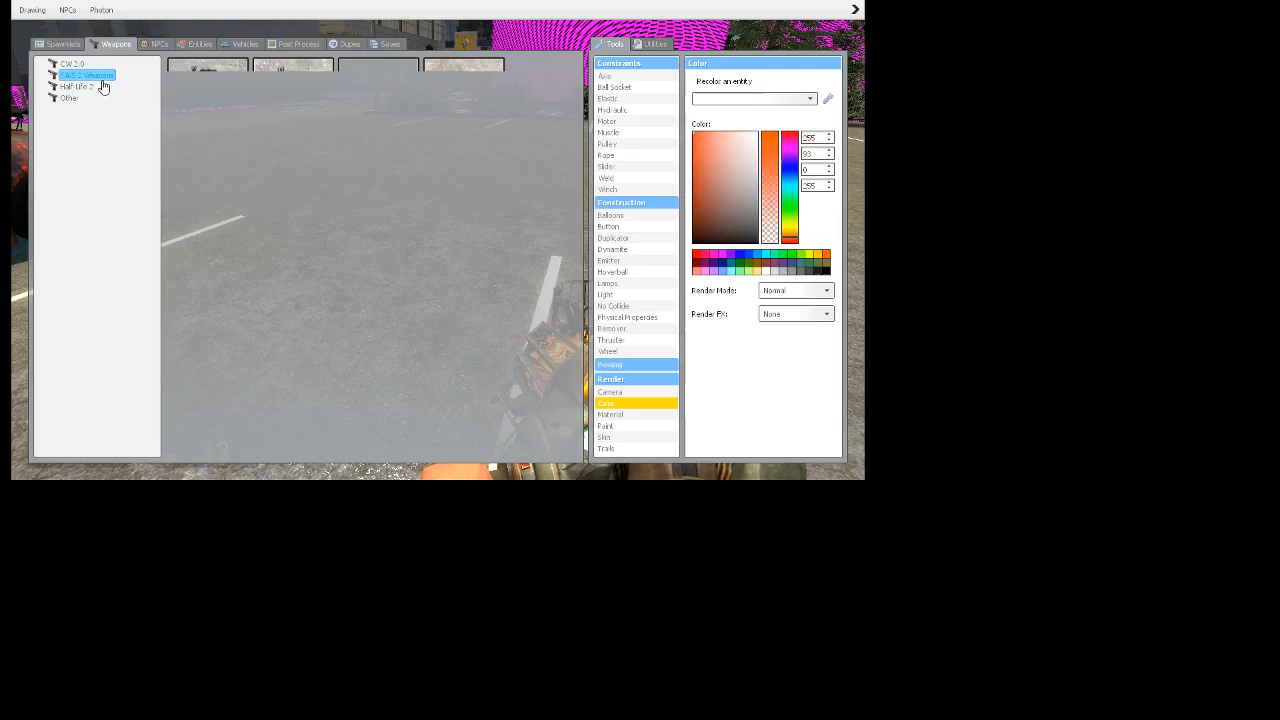 Drawing NPCs Photon
Spawnlists Weapons NPCs Entities Vehicles Post Process Dupes Saves
Tools Utilities
CW 2.0
FA:S 2 Weapons
Half-Life 2
Other
Constraints
Axis
Ball Socket
Elastic
Hydraulic
Motor
Muscle
Pulley
Rope
Slider
Weld
Winch
Construction
Balloons
Button
Duplicator
Dynamite
Emitter
Hoverball
Lamps
Light
No Collide
Physical Properties
Remover
Thruster
Wheel
Posing
Render
Camera
Color
Material
Paint
Skin
Trails
Color
Recolor an entity
Color:
255
93
0
255
Render Mode: Normal
Render FX: None